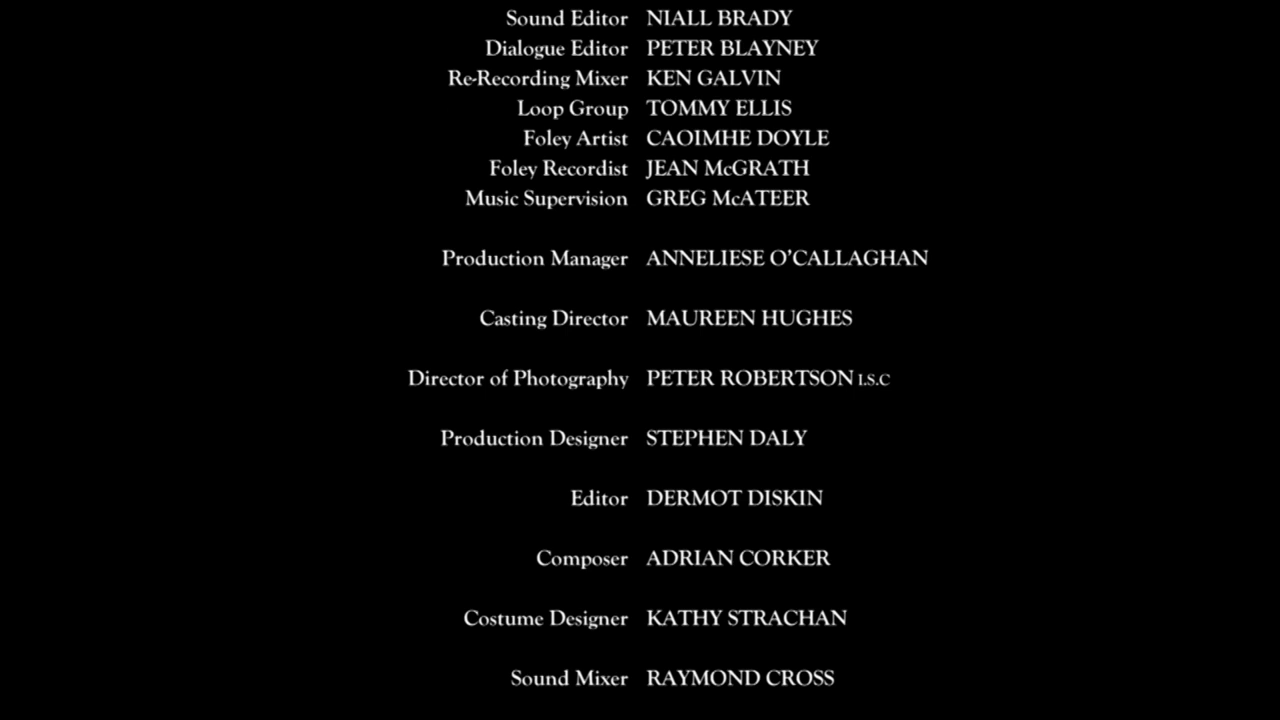 Sound Editor NIALL BRADY
Dialogue Editor PETER BLAYNEY
Re-Recording Mixer KEN GALVIN
Loop Group TOMMY ELLIS
Foley Artist CAOIMHE DOYLE
Foley Recordist JEAN McGRATH
Music Supervision GREG McATEER
Production Manager ANNELIESE O'CALLAGHAN
Casting Director MAUREEN HUGHES
Director of Photography PETER ROBERTSON I.S.C
Production Designer STEPHEN DALY
Editor DERMOT DISKIN
Composer ADRIAN CORKER
Costume Designer KATHY STRACHAN
Sound Mixer RAYMOND CROSS